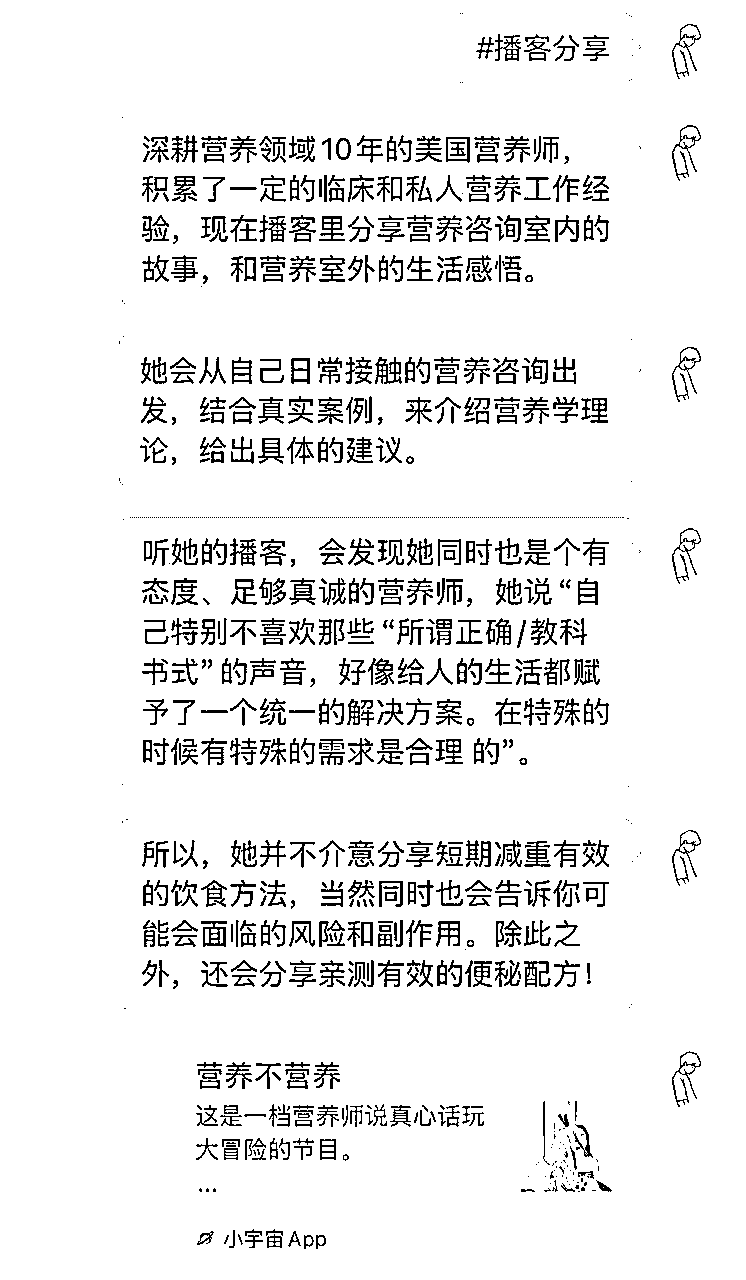 #播客分享
深耕营养领域10年的美国营养师，
积累了一定的临床和私人营养工作经
验，现在播客里分享营养咨询室内的
故事，和营养室外的生活感悟。
她会从自己日常接触的营养咨询出
发，结合真实案例，来介绍营养学理
论，给出具体的建议。
听她的播客，会发现她同时也是个有
态度、足够真诚的营养师，她说“自
己特别不喜欢那些“所谓正确/教科
书式”的声音，好像给人的生活都赋
予了一个统一的解决方案。在特殊的
时候有特殊的需求是合理 的”。
所以，她并不介意分享短期减重有效
的饮食方法，当然同时也会告诉你可
能会面临的风险和副作用。除此之
外，还会分享亲测有效的便秘配方！
营养不营养
这是一档营养师说真心话玩
大冒险的节目。
...
小宇宙App